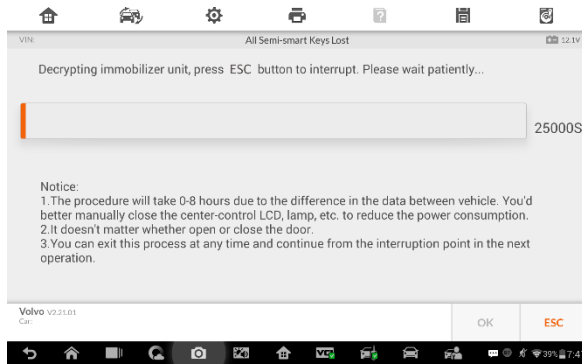 VIN:
All Semi-smart Keys Lost
12.1V
Decrypting immobilizer unit, press ESC button to interrupt. Please wait patiently...
25000S
Notice:
1.The procedure will take 0-8 hours due to the difference in the data between vehicle. You'd
better manually close the center-control LCD, lamp, etc. to reduce the power consumption.
2.It doesn't matter whether open or close the door.
3.You can exit this process at any time and continue from the interruption point in the next
operation.
Volvo V2.21.01
Car:
OK
ESC
39%